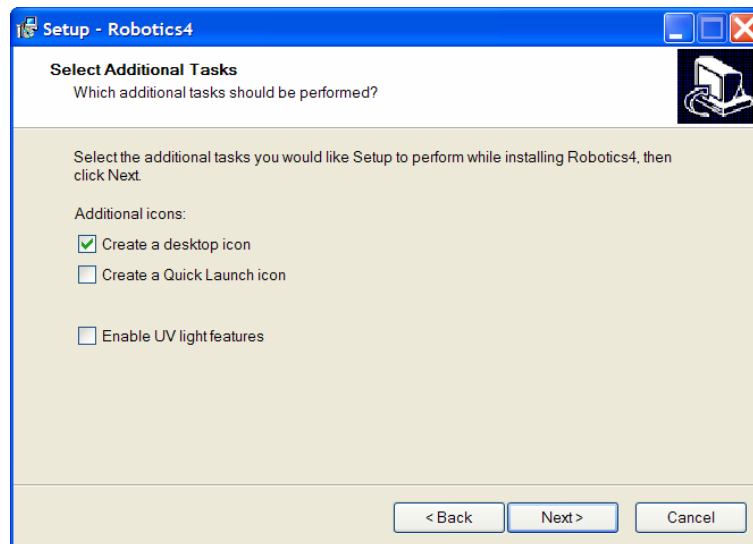 Setup - Robotics4
Select Additional Tasks
Which additional tasks should be performed?
Select the additional tasks you would like Setup to perform while installing Robotics4, then
click Next.
Additional icons:
Create a desktop icon
Create a Quick Launch icon
Enable UV light features
< Back
Next >
Cancel